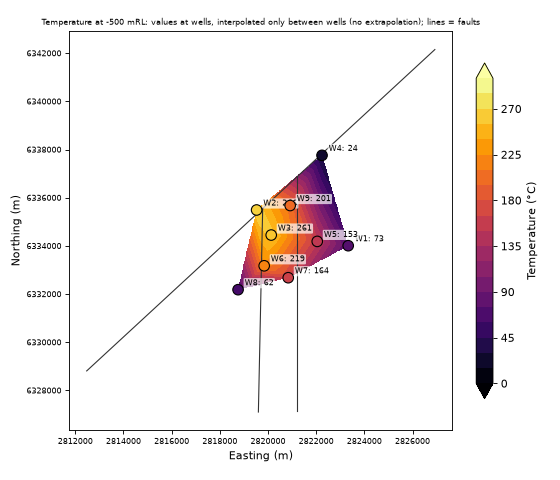 Temperature at -500 mRL: values at wells, interpolated only between wells (no extrapolation); lines = faults
6342000
6340000
6338000
6336000
6334000
6332000
6330000
6328000
Northing (m)
W4: 24
W2:
W9: 201
W3: 261
W5: 153
W1: 73
W6: 219
W7: 164
W8: 62
2812000 2814000 2816000 2818000 2820000 2822000 2824000 2826000
Easting (m)
270
225
180
135
90
45
0
Temperature (°C)